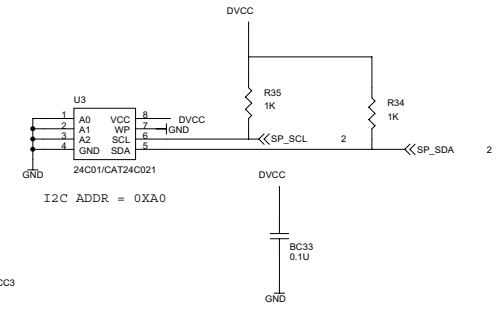 DVCC
R35
1K
R34
1K
U3
1 A0 VCC 8 DVCC
2 A1 WP 7 GND
3 A2 SCL 6 SP_SCL 2
4 GND SDA 5 SP_SDA 2
GND
24C01/CAT24C021
I2C ADDR = 0XA0
DVCC
BC33
0.1U
GND
CC3